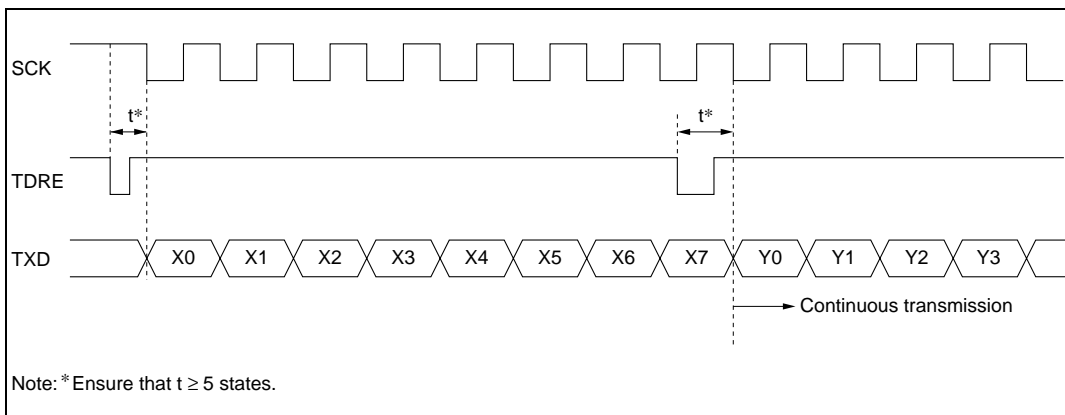 SCK
t*
t*
TDRE
TXD
X0 X1 X2 X3 X4 X5 X6 X7 Y0 Y1 Y2 Y3
Continuous transmission
Note: * Ensure that t ≥ 5 states.